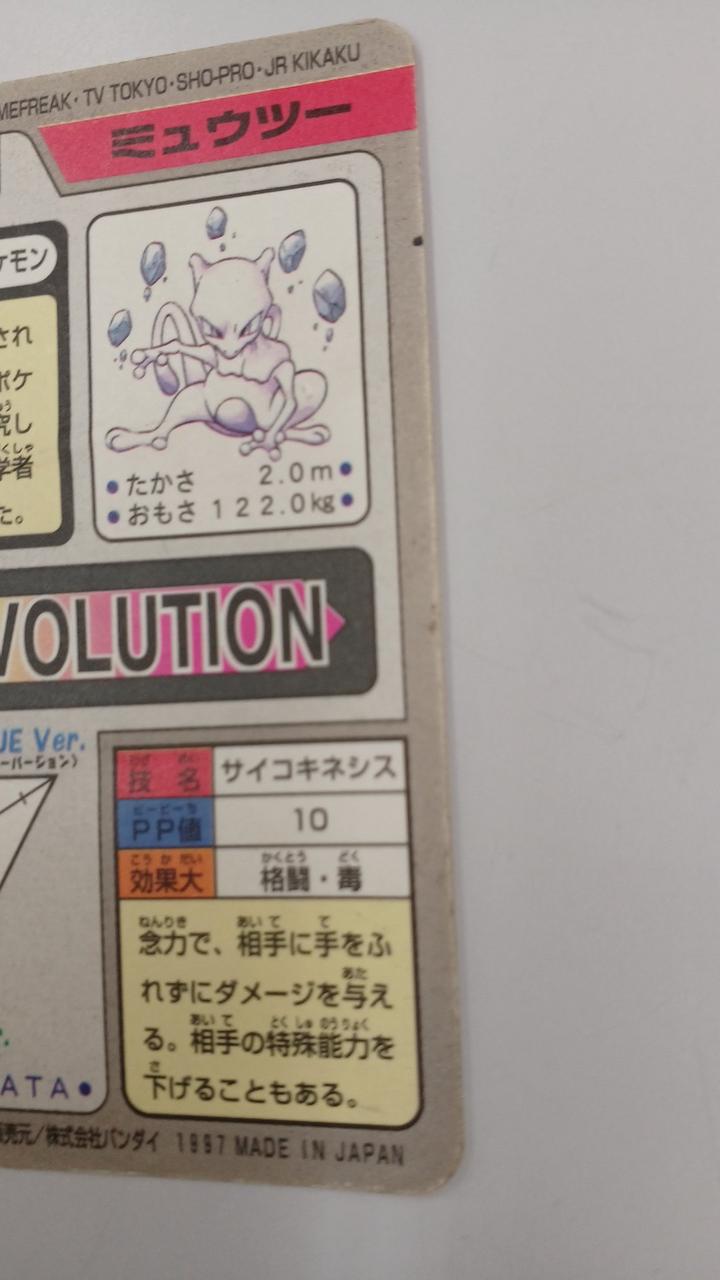 MEFREAK・TV TOKYO・SHO-PRO・JR KIKAKU
ミュウツー
ケモン
され
ポケ
究し
学者
た。
●たかさ 2.0m●
●おもさ 122.0kg●
VOLUTION
UE Ver.
ーバージョン)
技名 サイコキネシス
PP値 10
効果大 格闘・毒
念力で、相手に手をふ
れずにダメージを与え
る。相手の特殊能力を
下げることもある。
r.
ATA●
販売元/株式会社バンダイ 1997 MADE IN JAPAN